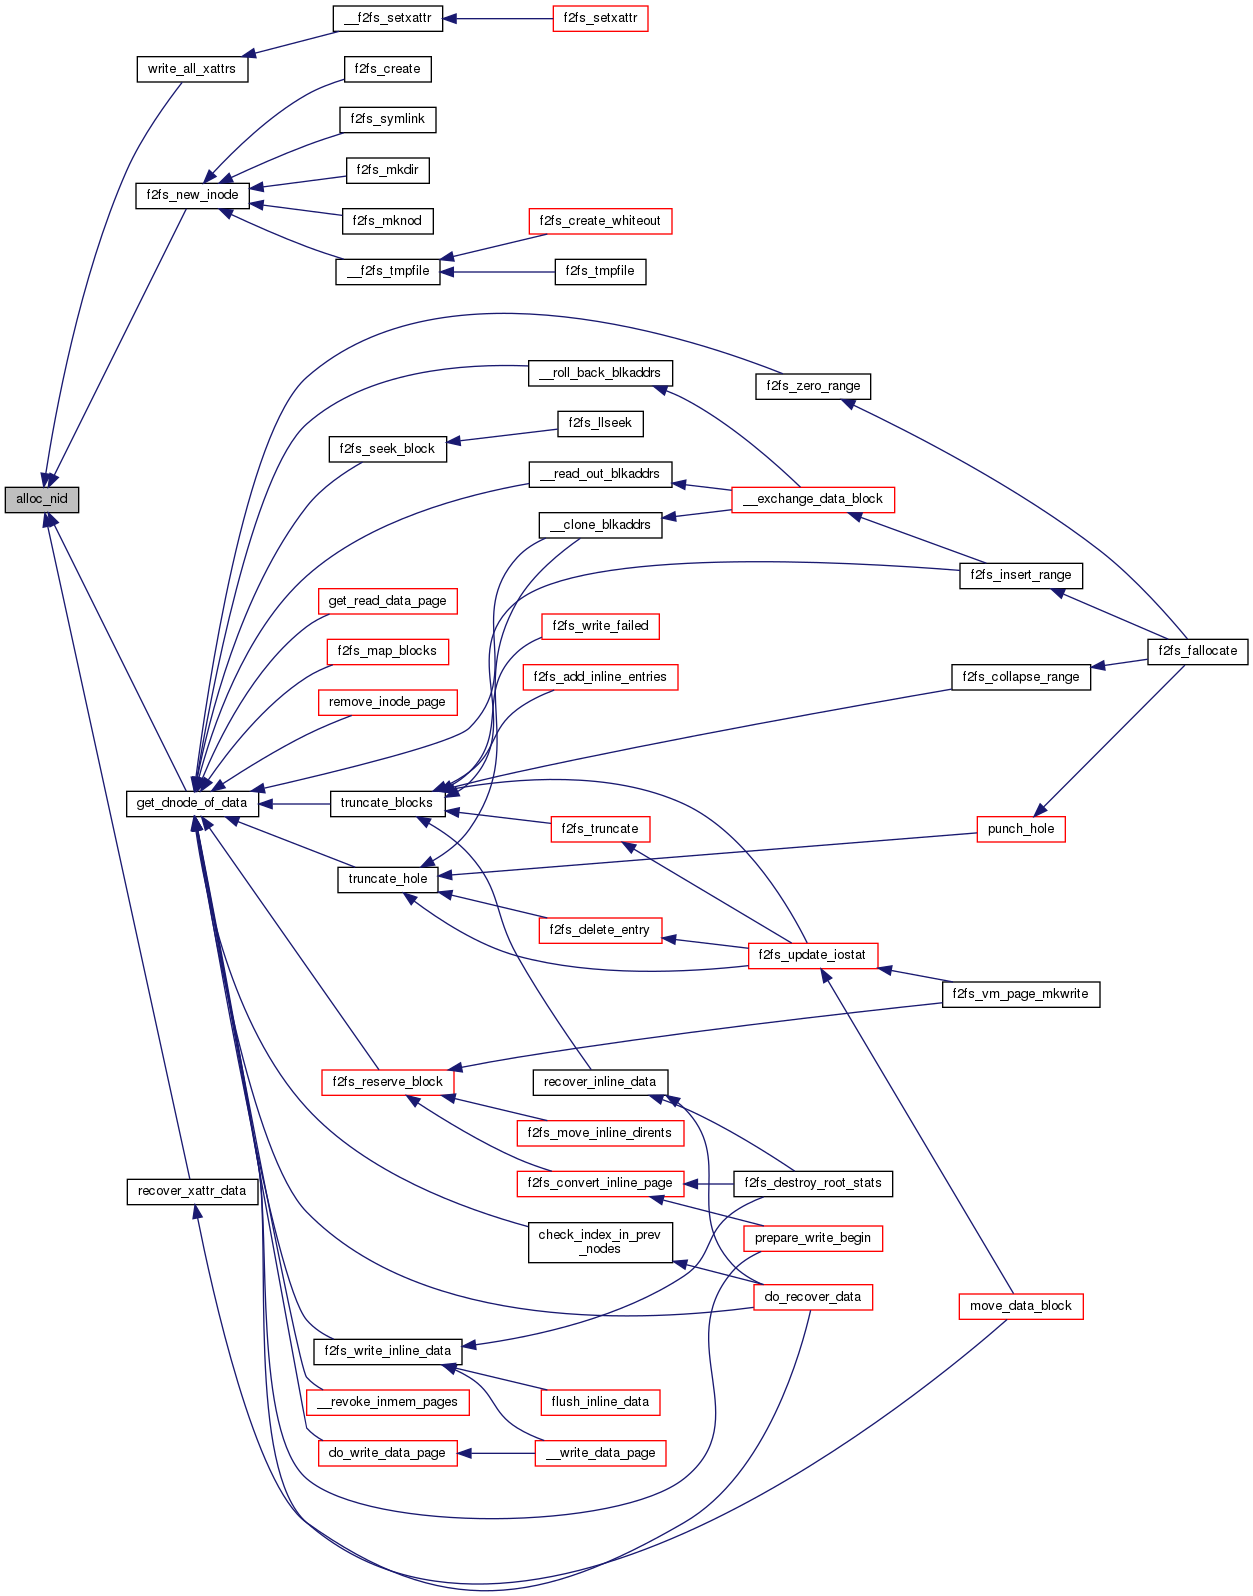 __f2fs_setxattr
f2fs_setxattr
write_all_xattrs
f2fs_create
f2fs_symlink
f2fs_mkdir
f2fs_new_inode
f2fs_mknod
f2fs_create_whiteout
__f2fs_tmpfile
f2fs_tmpfile
__roll_back_blkaddrs
f2fs_zero_range
f2fs_llseek
f2fs_seek_block
__read_out_blkaddrs
alloc_nid
__exchange_data_block
__clone_blkaddrs
f2fs_insert_range
get_read_data_page
f2fs_write_failed
f2fs_map_blocks
f2fs_fallocate
f2fs_add_inline_entries
f2fs_collapse_range
remove_inode_page
get_dnode_of_data
truncate_blocks
f2fs_truncate
punch_hole
truncate_hole
f2fs_delete_entry
f2fs_update_iostat
f2fs_vm_page_mkwrite
f2fs_reserve_block
recover_inline_data
f2fs_move_inline_dirents
recover_xattr_data
f2fs_convert_inline_page
f2fs_destroy_root_stats
check_index_in_prev
_nodes
prepare_write_begin
do_recover_data
move_data_block
f2fs_write_inline_data
__revoke_inmem_pages
flush_inline_data
do_write_data_page
__write_data_page